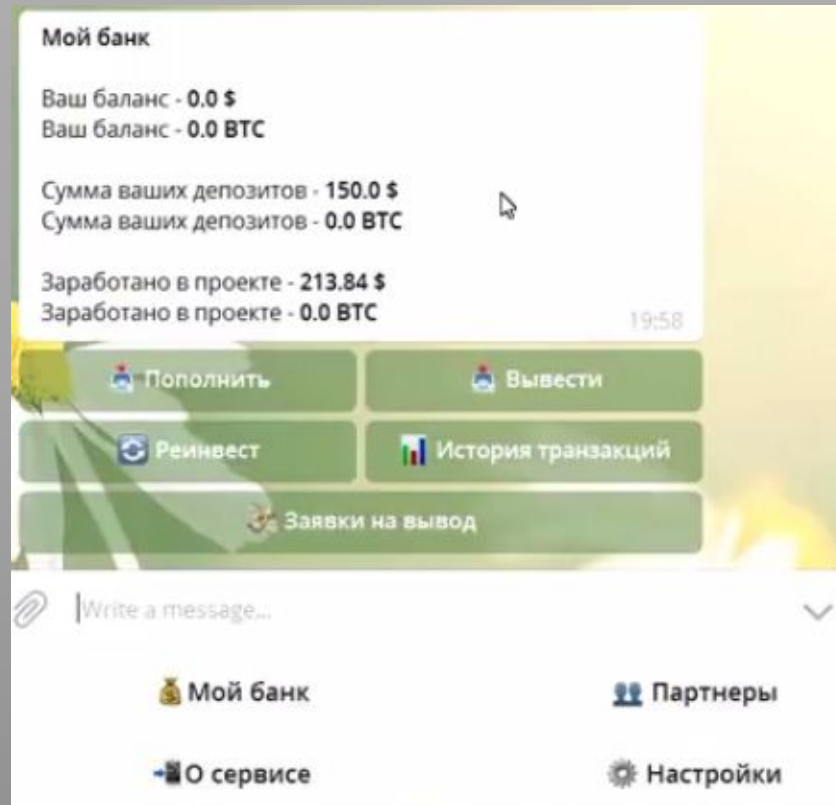 Мой банк
Ваш баланс - 0.0 $
Ваш баланс - 0.0 BTC
Сумма ваших депозитов - 150.0 $
Сумма ваших депозитов - 0.0 BTC
Заработано в проекте - 213.84 $
Заработано в проекте - 0.0 BTC
19:58
Пополнить
Вывести
Реинвест
История транзакций
Заявки на вывод
Write a message...
Мой банк
Партнеры
О сервисе
Настройки